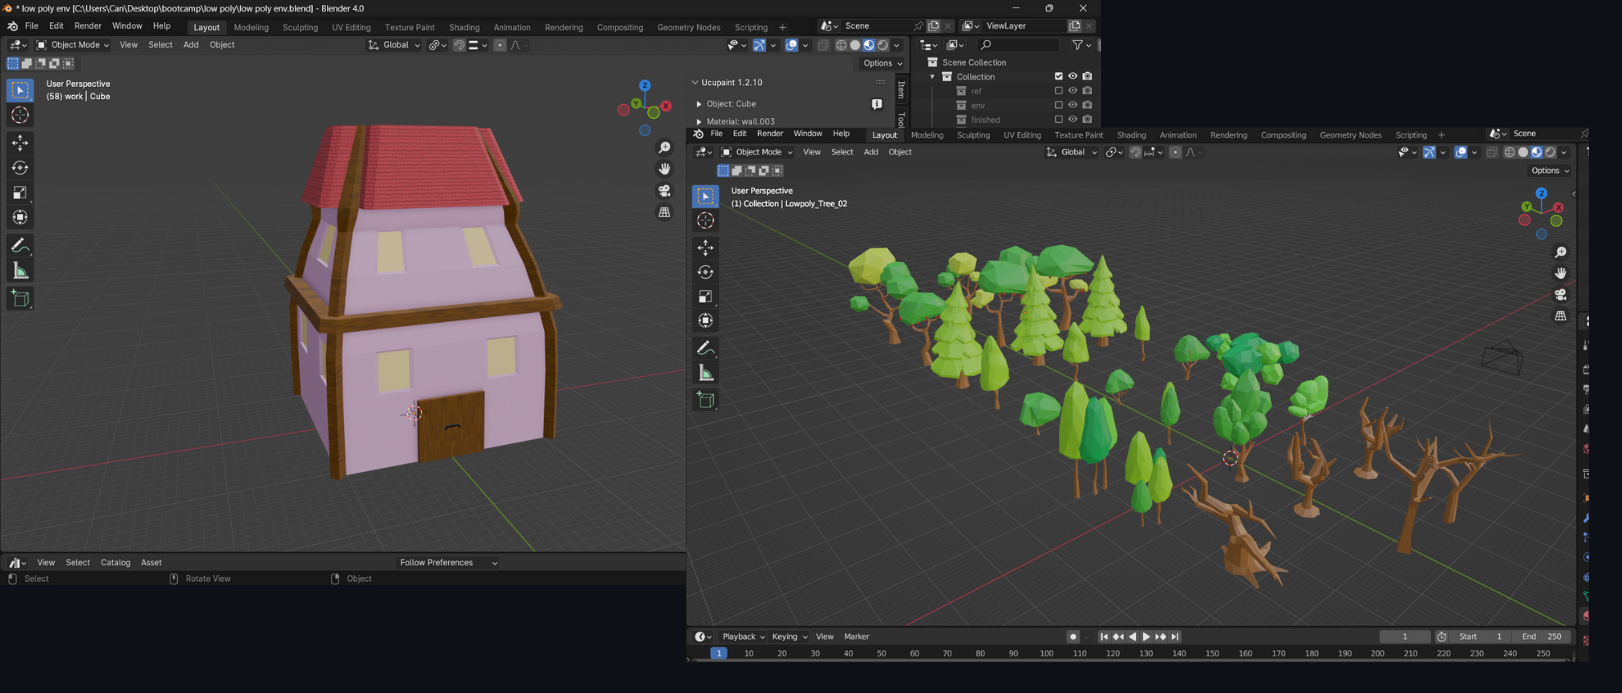 * low poly env [C:\Users\Can\Desktop\bootcamp\low poly\low poly env.blend] - Blender 4.0
File Edit Render Window Help Layout Modeling Sculpting UV Editing Texture Paint Shading Animation Rendering Compositing Geometry Nodes Scripting + Scene ViewLayer
Object Mode View Select Add Object Global
Options
User Perspective
(58) work | Cube
Z
Y
X
Ucupaint 1.2.10
Object: Cube
Material: wall.003
Item
Tool
Scene Collection
Collection
ref
env
finished
View Select Catalog Asset Follow Preferences
Select Rotate View Object
File Edit Render Window Help Layout Modeling Sculpting UV Editing Texture Paint Shading Animation Rendering Compositing Geometry Nodes Scripting + Scene
Object Mode View Select Add Object Global
Options
User Perspective
(1) Collection | Lowpoly_Tree_02
Z
Y
X
Playback Keying View Marker 1 Start 1 End 250
1 10 20 30 40 50 60 70 80 90 100 110 120 130 140 150 160 170 180 190 200 210 220 230 240 250